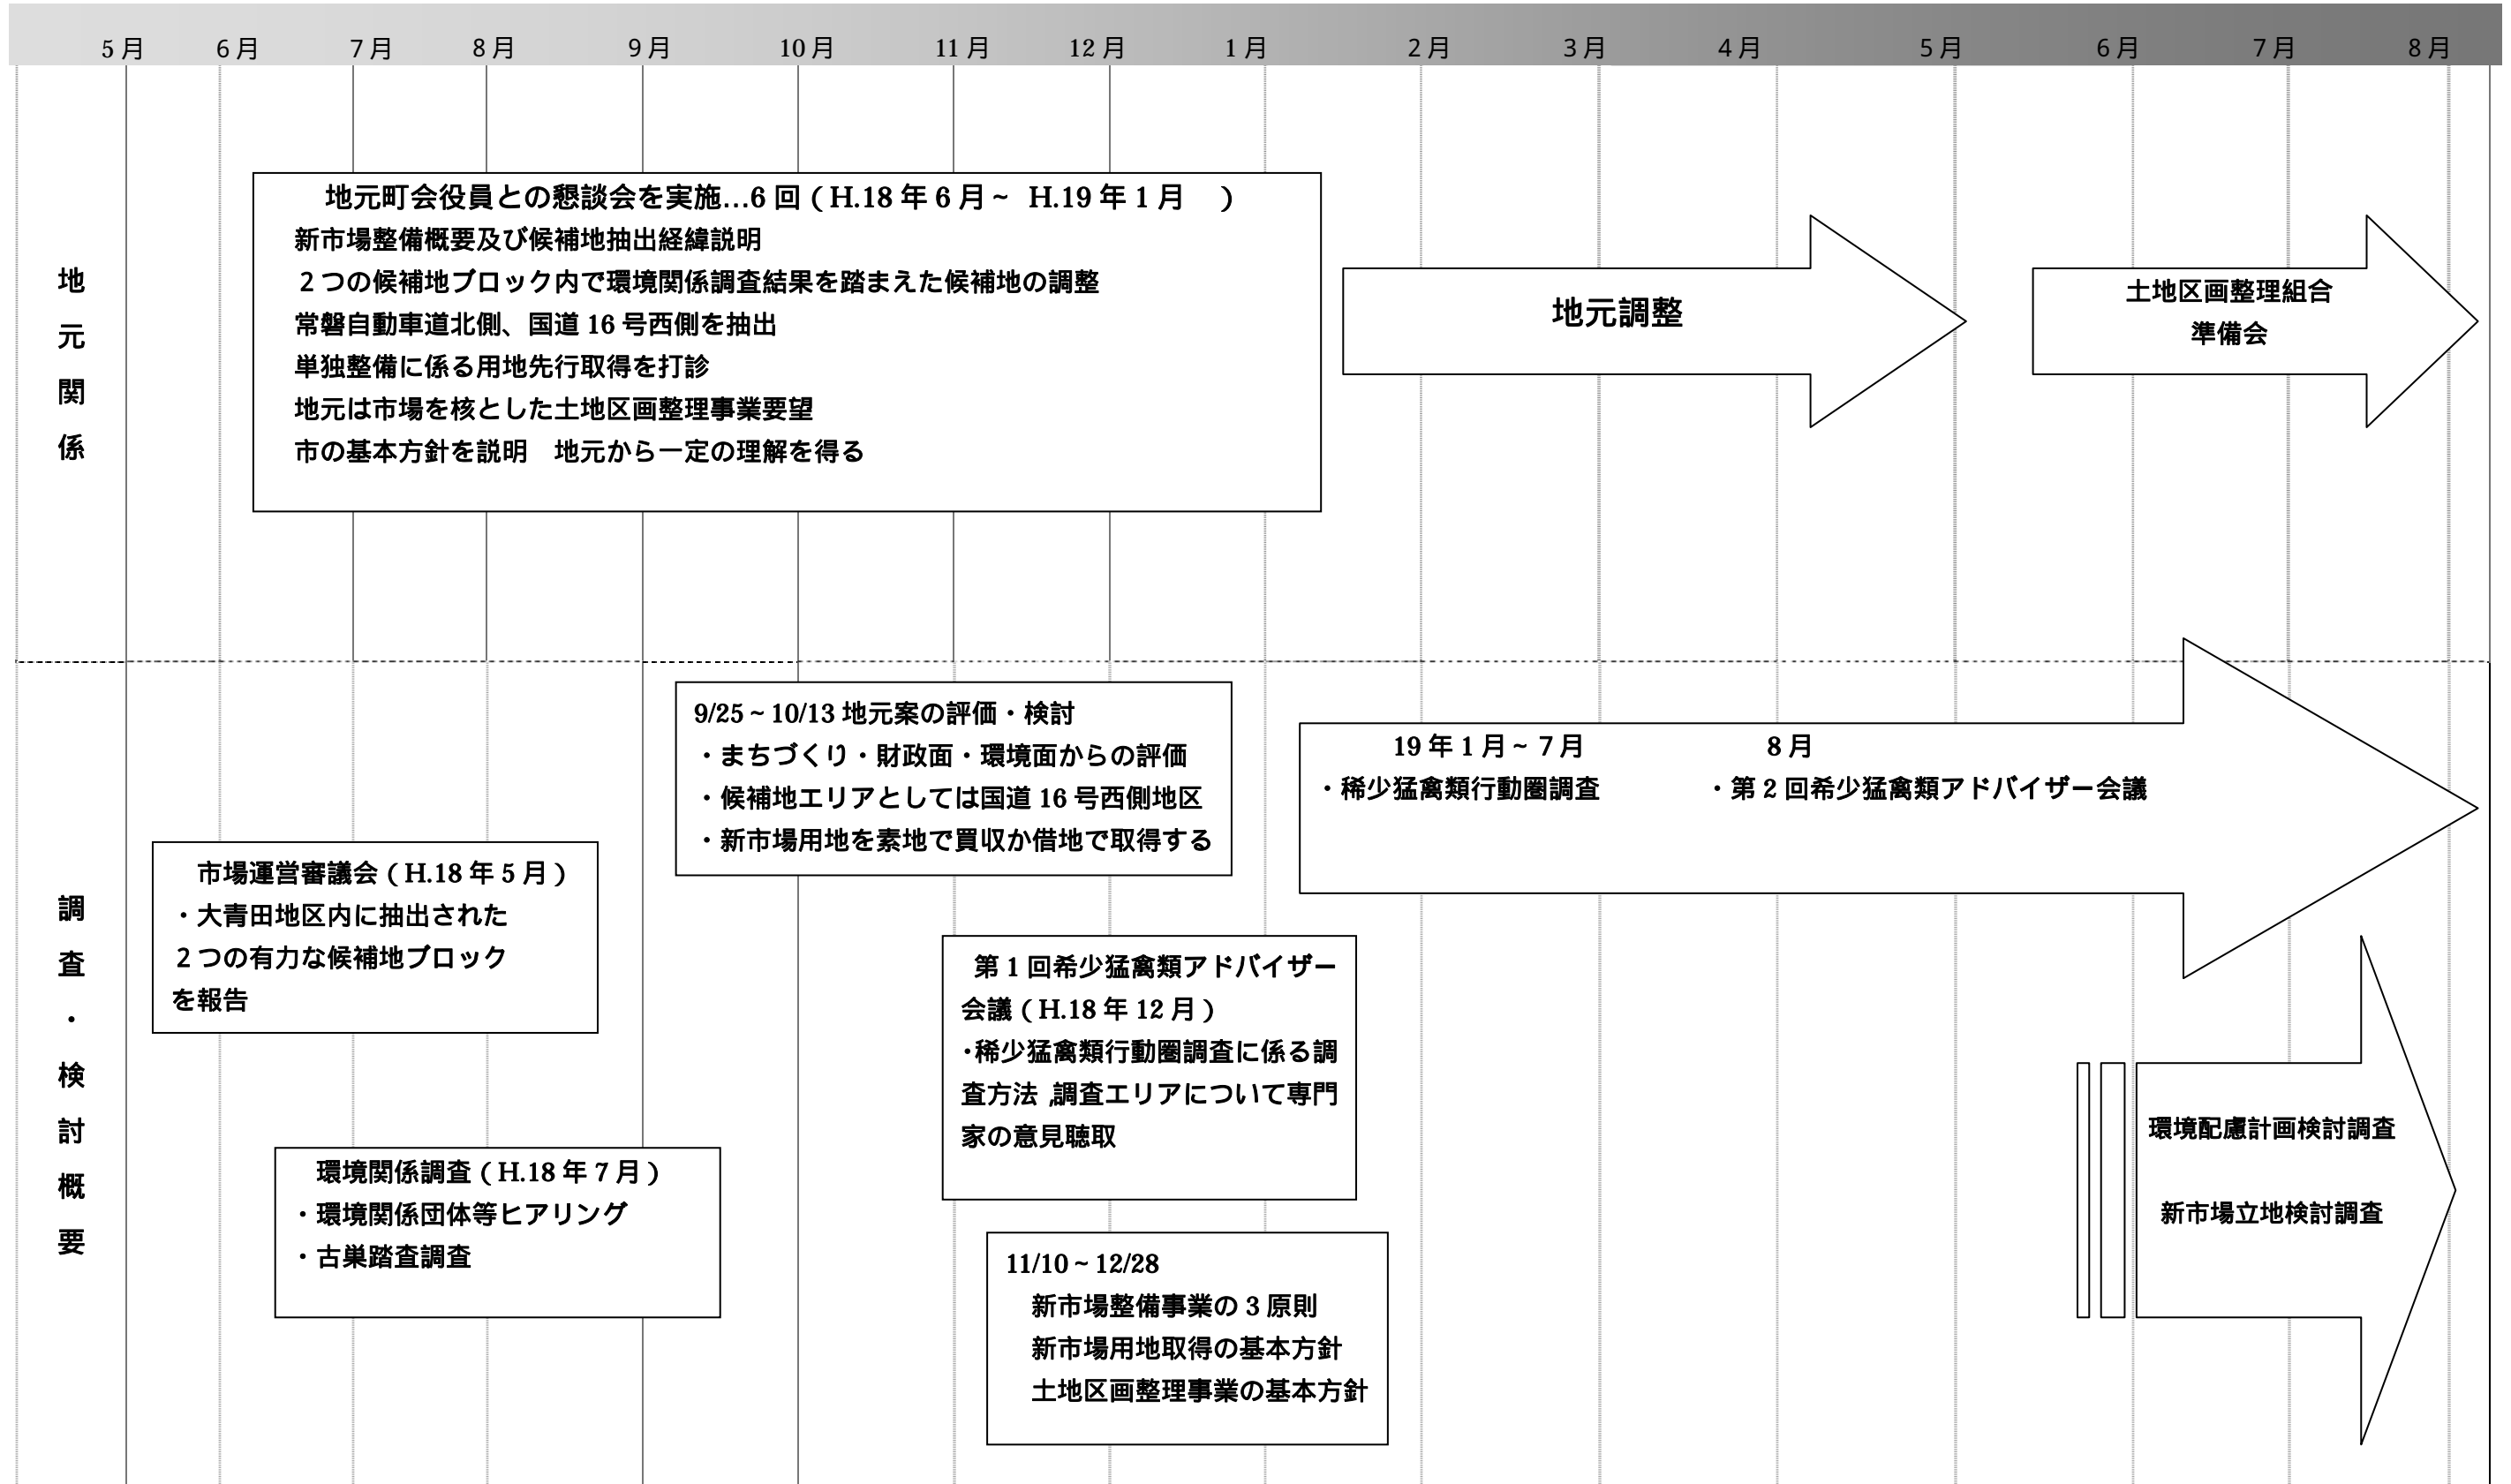 5月 6月 7月 8月 9月 10月 11月 12月 1月 2月 3月 4月 5月 6月 7月 8月
地元関係
地元町会役員との懇談会を実施…6回(H.18年6月~ H.19年1月 )
新市場整備概要及び候補地抽出経緯説明
2つの候補地ブロック内で環境関係調査結果を踏まえた候補地の調整
常磐自動車道北側、国道16号西側を抽出
単独整備に係る用地先行取得を打診
地元は市場を核とした土地区画整理事業要望
市の基本方針を説明 地元から一定の理解を得る
地元調整
土地区画整理組合
準備会
調査・検討概要
9/25~10/13地元案の評価・検討
・まちづくり・財政面・環境面からの評価
・候補地エリアとしては国道16号西側地区
・新市場用地を素地で買収か借地で取得する
19年1月~7月 8月
・稀少猛禽類行動圏調査 ・第2回希少猛禽類アドバイザー会議
市場運営審議会(H.18年5月)
・大青田地区内に抽出された
2つの有力な候補地ブロック
を報告
第1回希少猛禽類アドバイザー
会議(H.18年12月)
・稀少猛禽類行動圏調査に係る調
査方法,調査エリアについて専門
家の意見聴取
環境関係調査(H.18年7月)
・環境関係団体等ヒアリング
・古巣踏査調査
11/10~12/28
新市場整備事業の3原則
新市場用地取得の基本方針
土地区画整理事業の基本方針
環境配慮計画検討調査
新市場立地検討調査